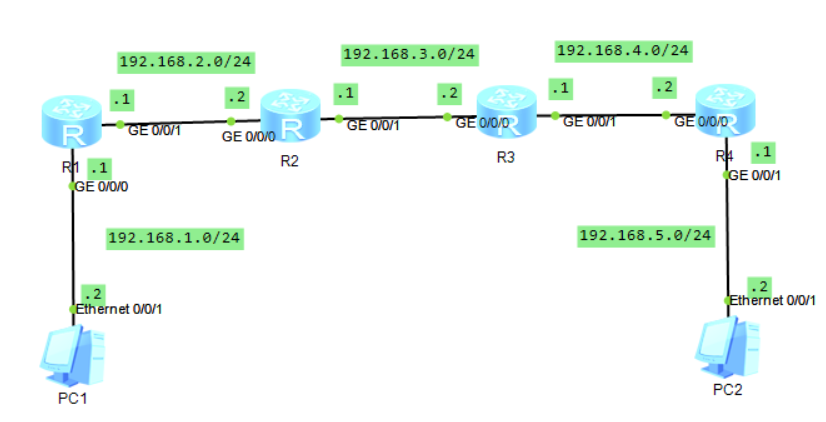 192.168.2.0/24
192.168.3.0/24
192.168.4.0/24
.1
.2
.1
.2
.1
.2
R
GE 0/0/1
GE 0/0/0
R
GE 0/0/1
GE 0/0/0
R
GE 0/0/1
GE 0/0/0
R
R1
R2
R3
R4
.1
GE 0/0/0
.1
GE 0/0/1
192.168.1.0/24
192.168.5.0/24
.2
Ethernet 0/0/1
.2
Ethernet 0/0/1
PC1
PC2